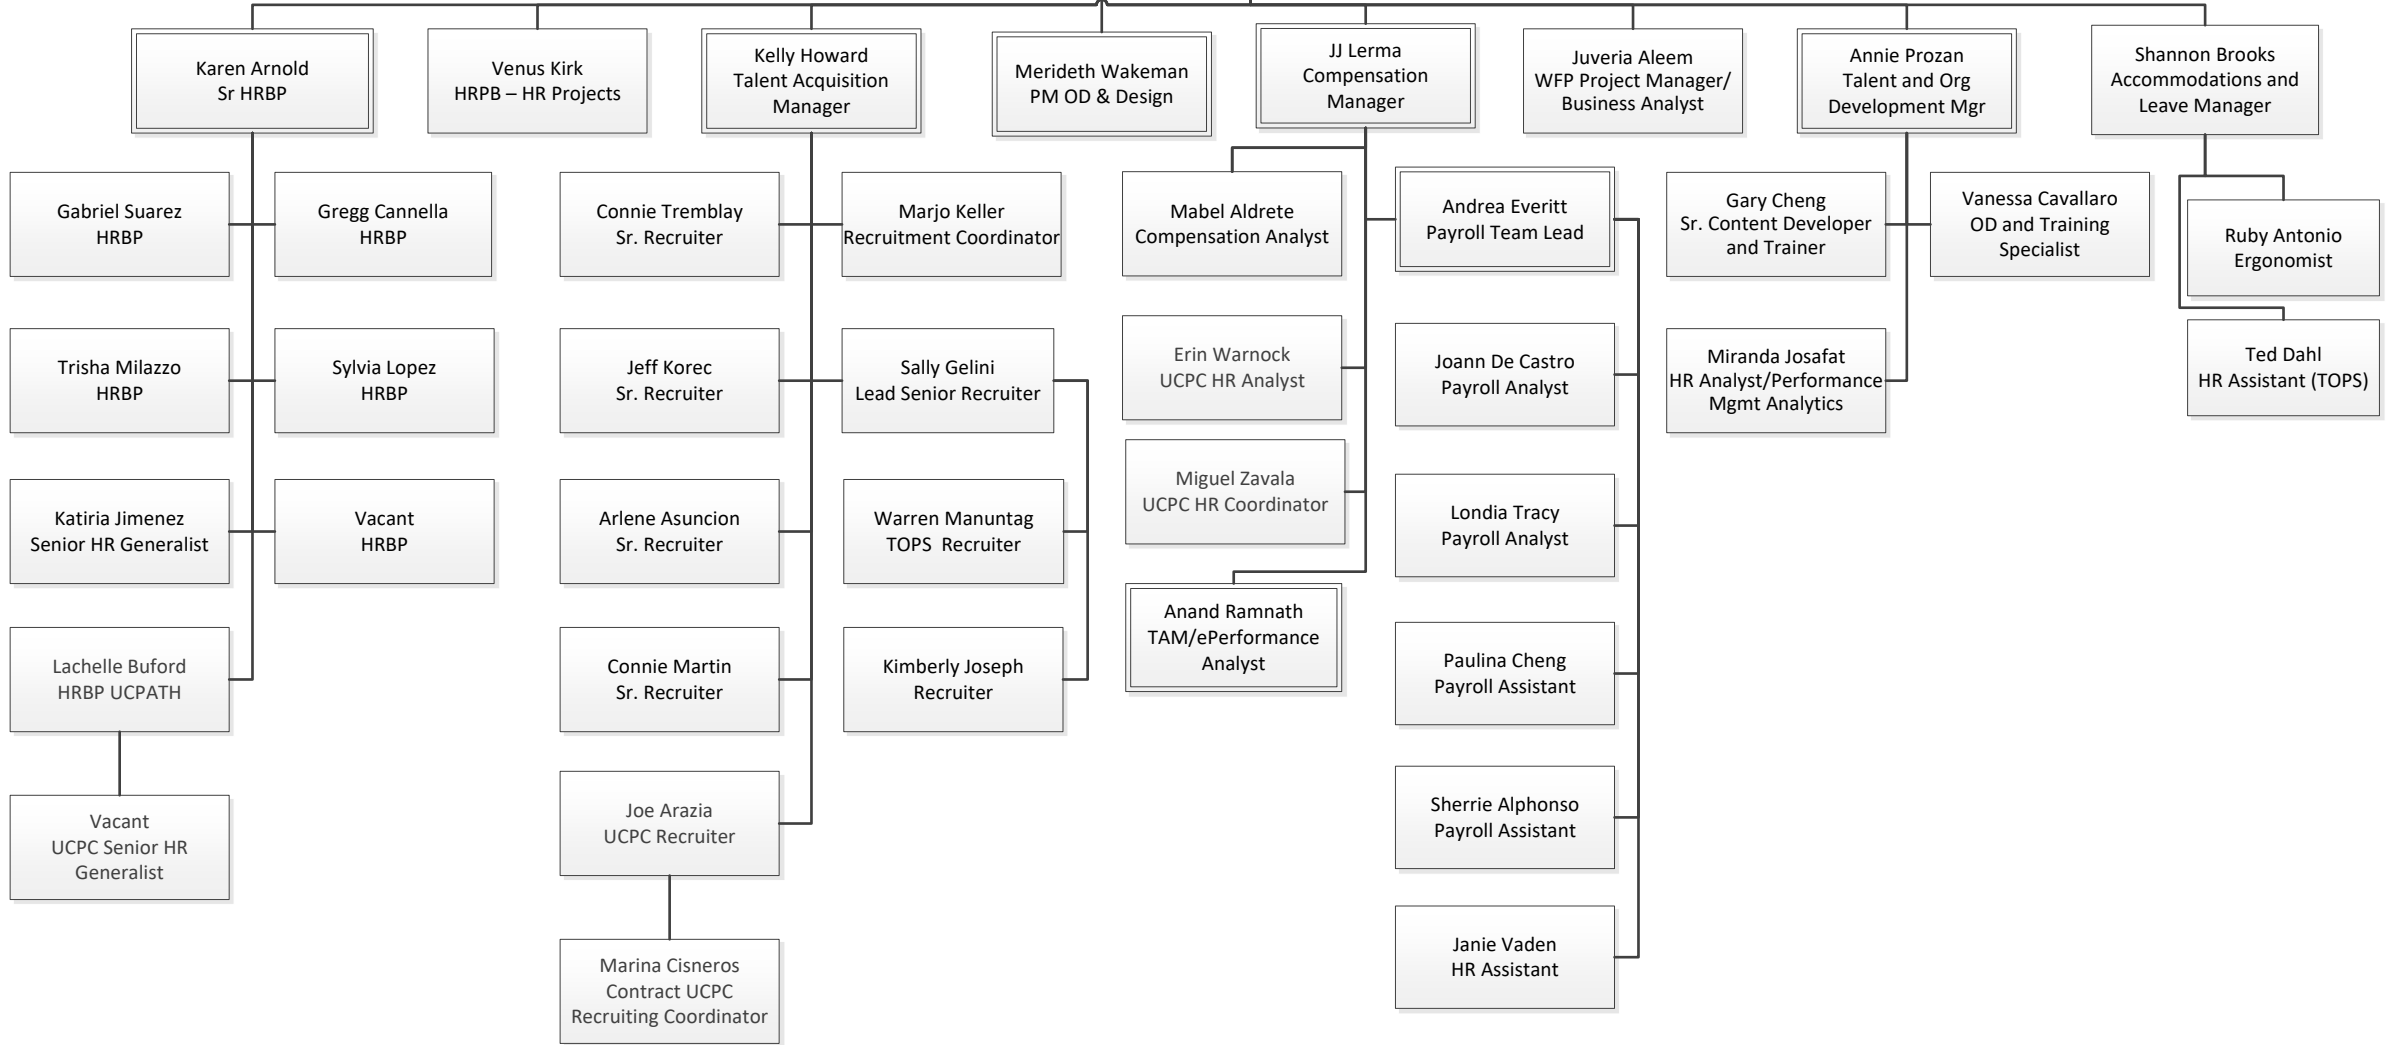 Karen Arnold
Sr HRBP
Venus Kirk
HRPB – HR Projects
Kelly Howard
Talent Acquisition
Manager
Merideth Wakeman
PM OD & Design
JJ Lerma
Compensation
Manager
Juveria Aleem
WFP Project Manager/
Business Analyst
Annie Prozan
Talent and Org
Development Mgr
Shannon Brooks
Accommodations and
Leave Manager
Gabriel Suarez
HRBP
Gregg Cannella
HRBP
Trisha Milazzo
HRBP
Sylvia Lopez
HRBP
Katiria Jimenez
Senior HR Generalist
Vacant
HRBP
Lachelle Buford
HRBP UCPATH
Vacant
UCPC Senior HR
Generalist
Connie Tremblay
Sr. Recruiter
Marjo Keller
Recruitment Coordinator
Jeff Korec
Sr. Recruiter
Sally Gelini
Lead Senior Recruiter
Arlene Asuncion
Sr. Recruiter
Warren Manuntag
TOPS  Recruiter
Connie Martin
Sr. Recruiter
Kimberly Joseph
Recruiter
Joe Arazia
UCPC Recruiter
Marina Cisneros
Contract UCPC
Recruiting Coordinator
Mabel Aldrete
Compensation Analyst
Andrea Everitt
Payroll Team Lead
Erin Warnock
UCPC HR Analyst
Joann De Castro
Payroll Analyst
Miguel Zavala
UCPC HR Coordinator
Londia Tracy
Payroll Analyst
Anand Ramnath
TAM/ePerformance
Analyst
Paulina Cheng
Payroll Assistant
Sherrie Alphonso
Payroll Assistant
Janie Vaden
HR Assistant
Gary Cheng
Sr. Content Developer
and Trainer
Vanessa Cavallaro
OD and Training
Specialist
Miranda Josafat
HR Analyst/Performance
Mgmt Analytics
Ruby Antonio
Ergonomist
Ted Dahl
HR Assistant (TOPS)